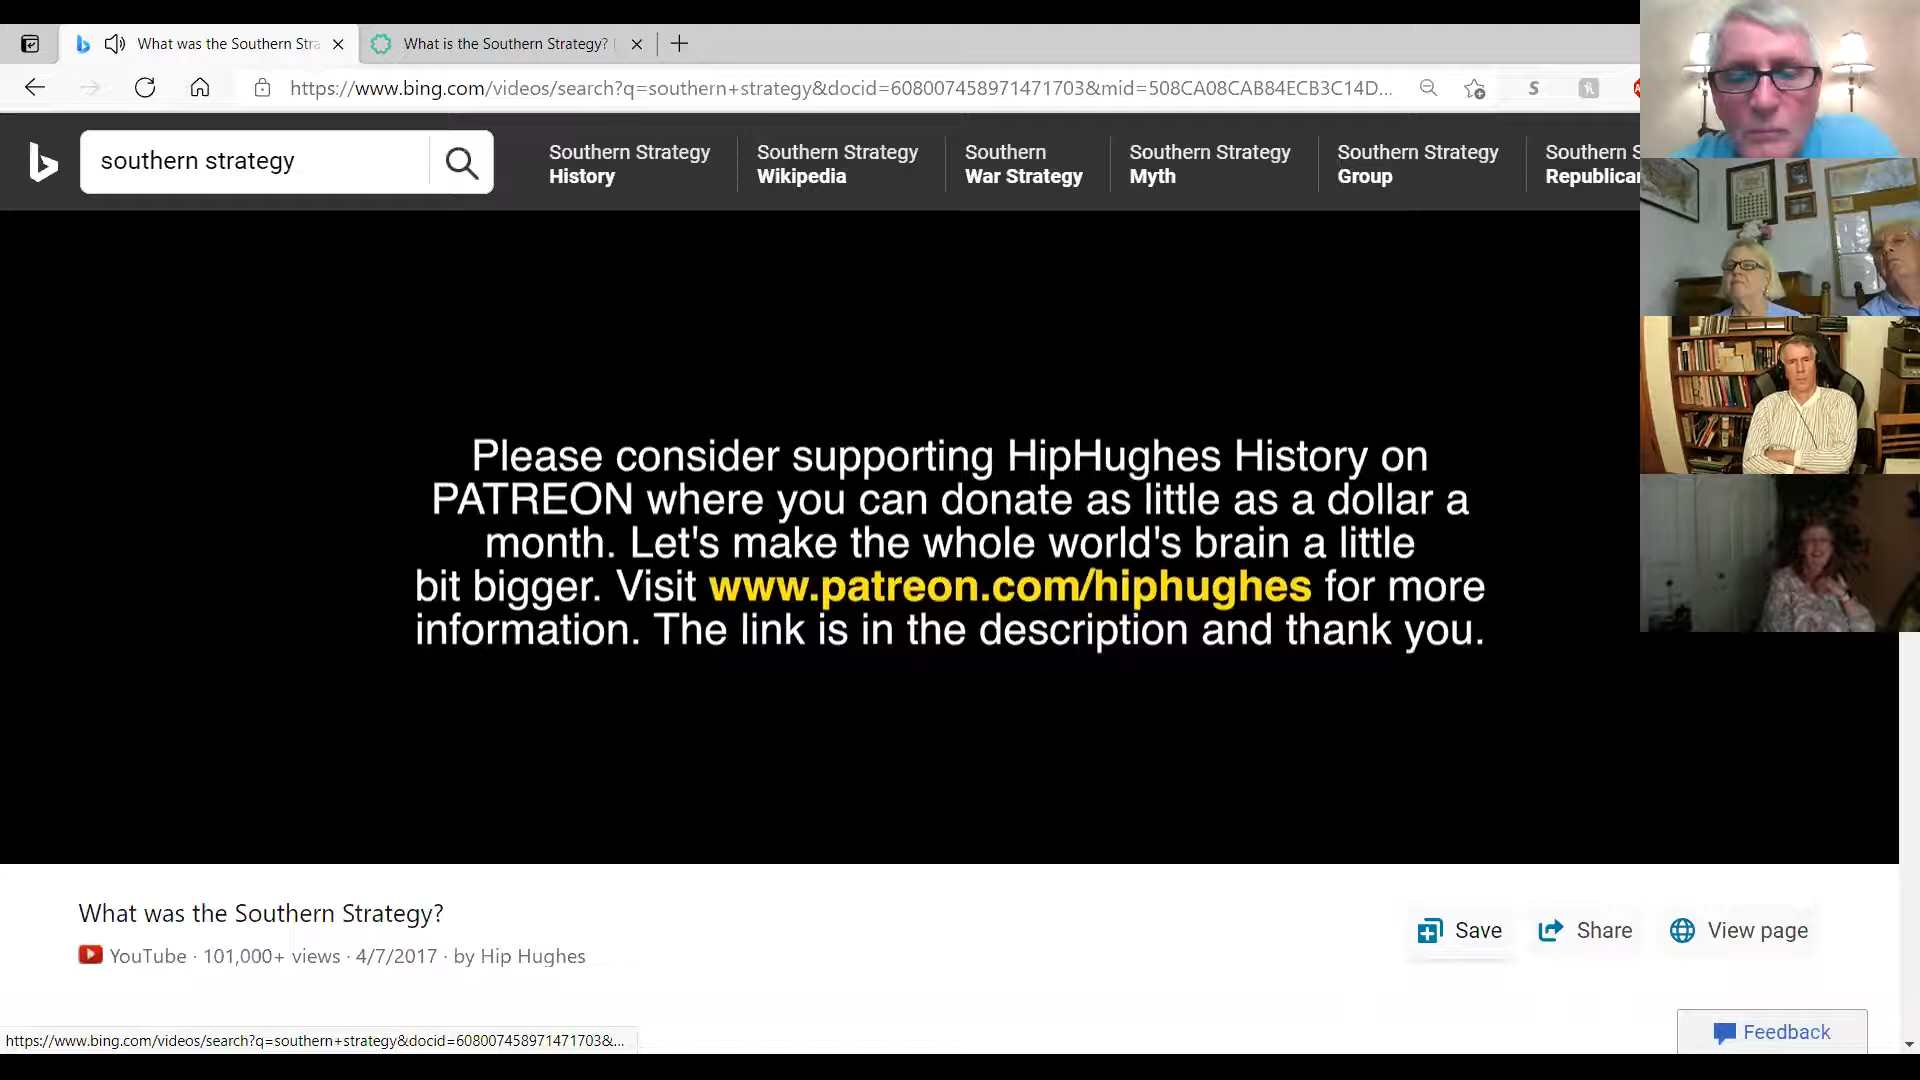 What was the Southern Stra
What is the Southern Strategy?
https://www.bing.com/videos/search?q=southern+strategy&docid=608007458971471703&mid=508CA08CAB84ECB3C14D...
southern strategy
Southern Strategy
History
Southern Strategy
Wikipedia
Southern
War Strategy
Southern Strategy
Myth
Southern Strategy
Group
Southern S
Republican
Please consider supporting HipHughes History on
PATREON where you can donate as little as a dollar a
month. Let's make the whole world's brain a little
bit bigger. Visit www.patreon.com/hiphughes for more
information. The link is in the description and thank you.
What was the Southern Strategy?
YouTube · 101,000+ views · 4/7/2017 · by Hip Hughes
Save
Share
View page
Feedback
https://www.bing.com/videos/search?q=southern+strategy&docid=608007458971471703&...